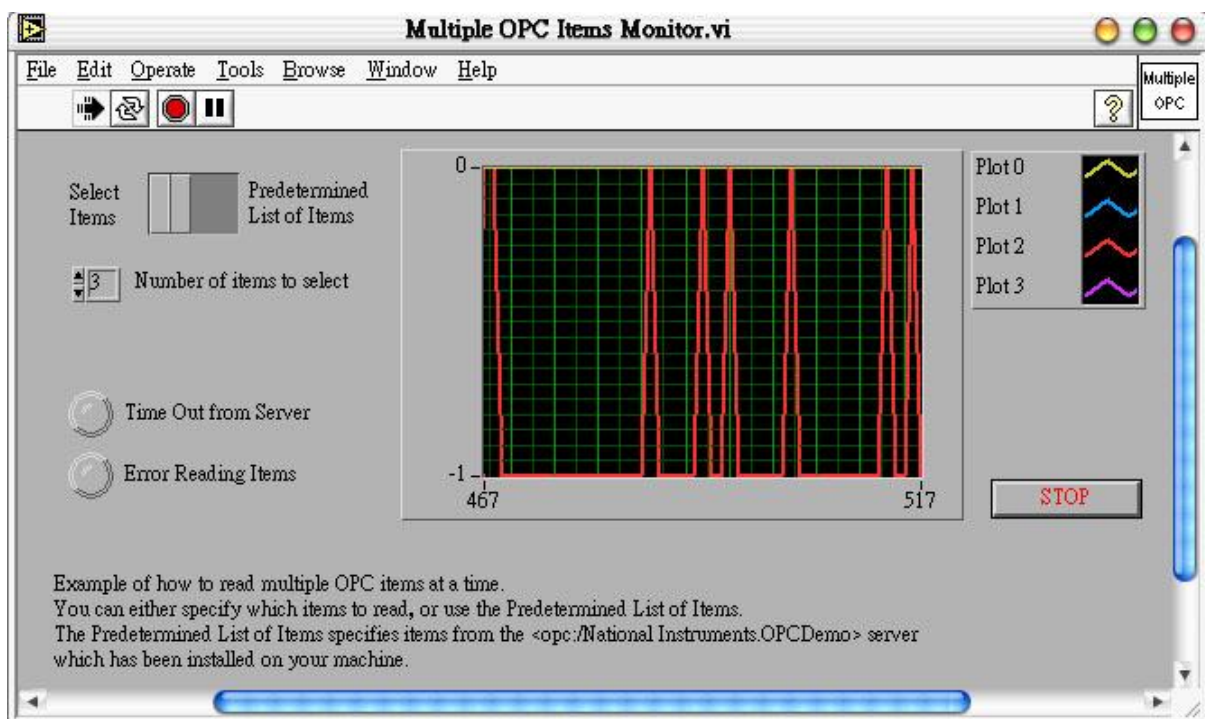 Multiple OPC Items Monitor.vi
File Edit Operate Tools Browse Window Help
Multiple
OPC
Select
Items
Predetermined
List of Items
3
Number of items to select
Time Out from Server
Error Reading Items
0
-1
467
517
Plot 0
Plot 1
Plot 2
Plot 3
STOP
Example of how to read multiple OPC items at a time.
You can either specify which items to read, or use the Predetermined List of Items.
The Predetermined List of Items specifies items from the <opc:/National Instruments.OPCDemo> server
which has been installed on your machine.